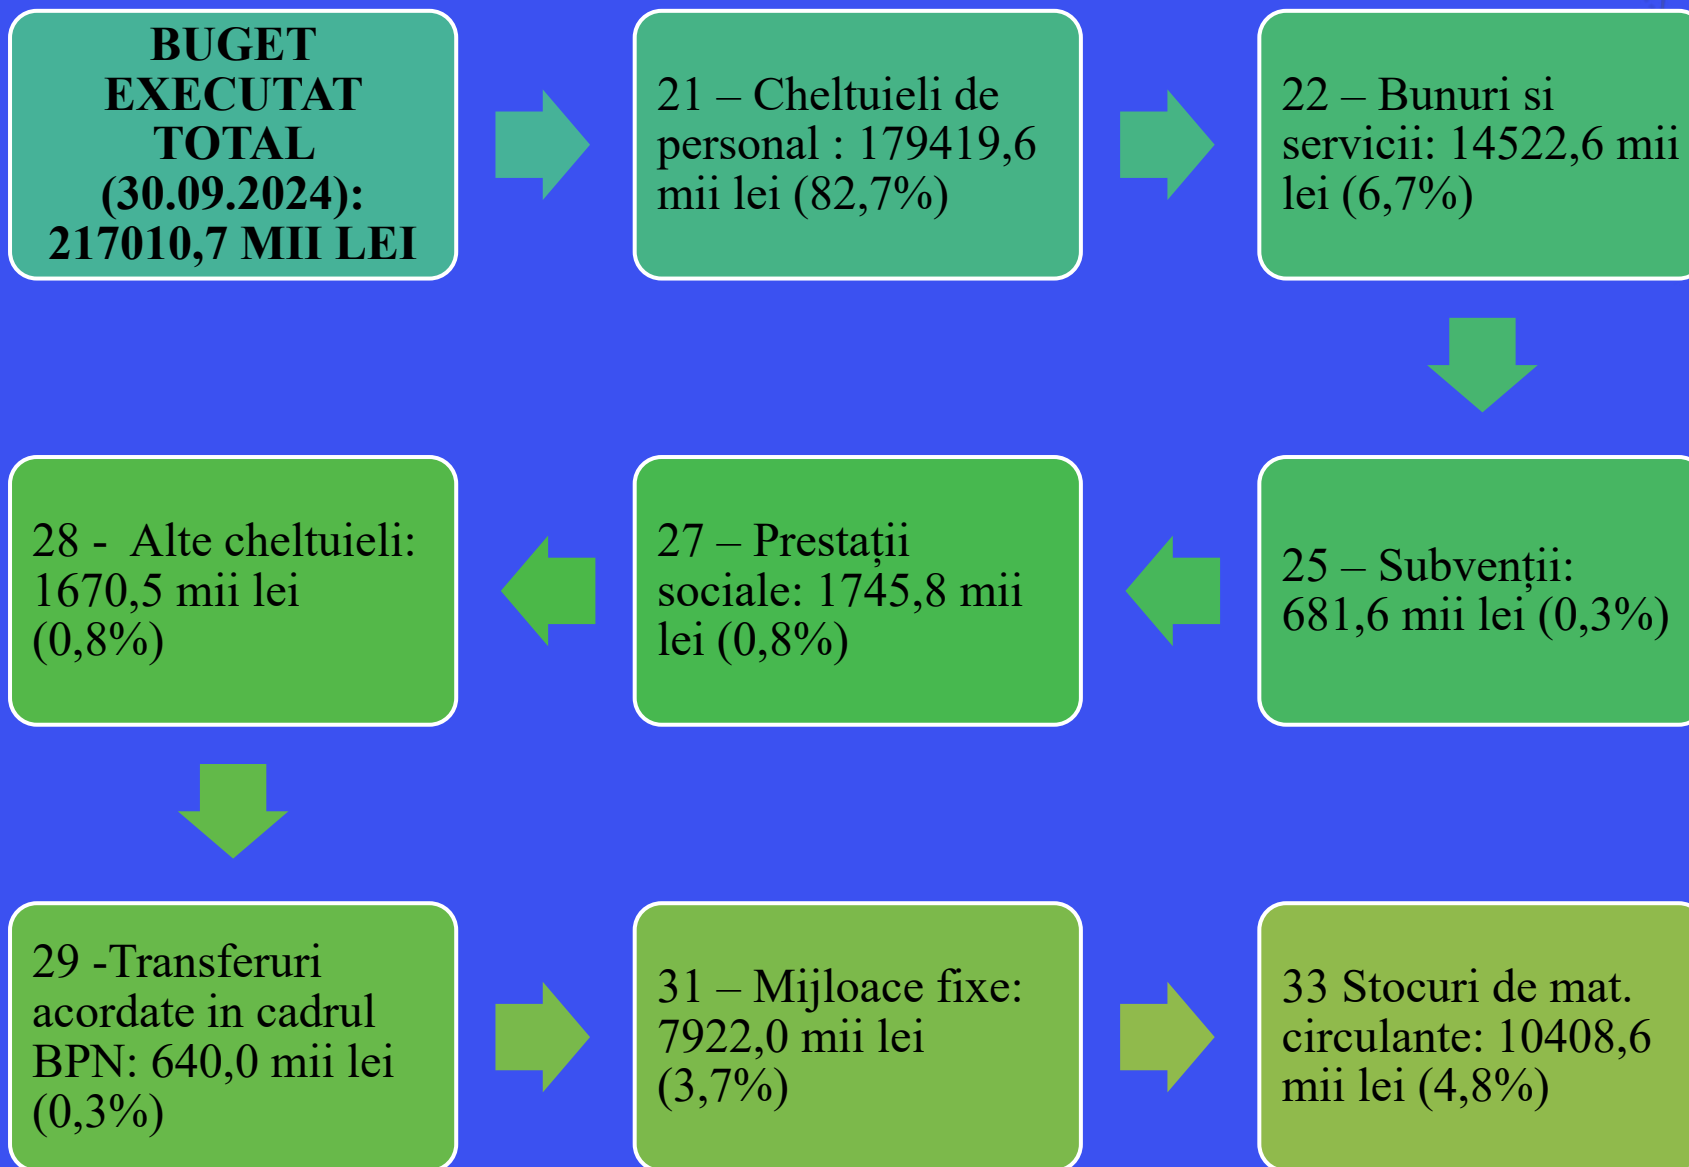 BUGET
EXECUTAT
TOTAL
(30.09.2024):
217010,7 MII LEI
21 – Cheltuieli de
personal : 179419,6
mii lei (82,7%)
22 – Bunuri si
servicii: 14522,6 mii
lei (6,7%)
28 - Alte cheltuieli:
1670,5 mii lei
(0,8%)
27 – Prestații
sociale: 1745,8 mii
lei (0,8%)
25 – Subvenții:
681,6 mii lei (0,3%)
29 -Transferuri
acordate in cadrul
BPN: 640,0 mii lei
(0,3%)
31 – Mijloace fixe:
7922,0 mii lei
(3,7%)
33 Stocuri de mat.
circulante: 10408,6
mii lei (4,8%)